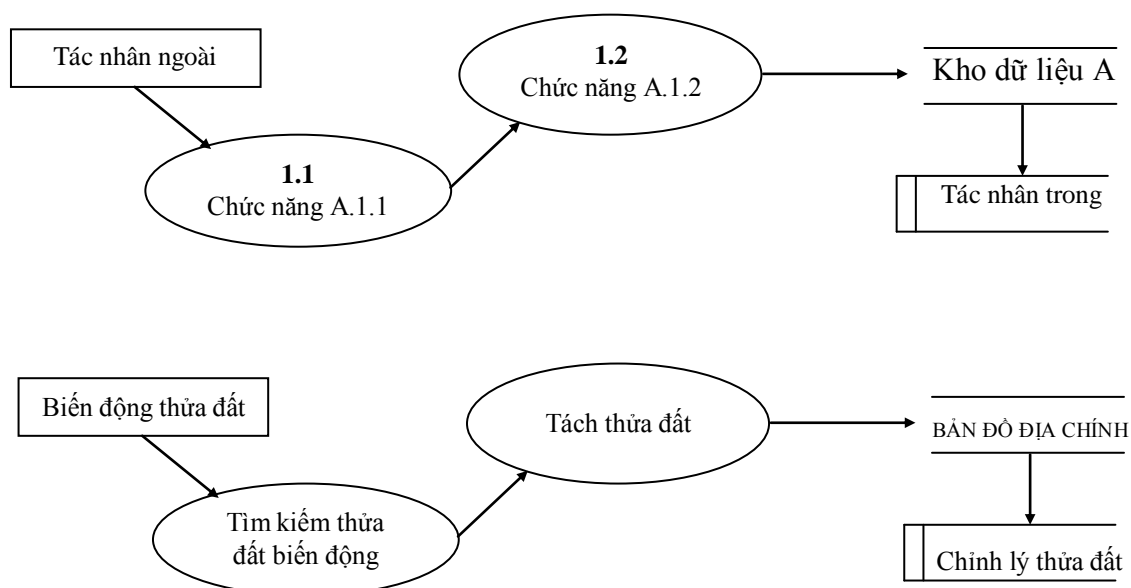 Tác nhân ngoài
1.2
Chức năng A.1.2
Kho dữ liệu A
1.1
Chức năng A.1.1
Tác nhân trong
Biến động thửa đất
Tách thửa đất
BẢN ĐỒ ĐỊA CHÍNH
Tìm kiếm thửa
đất biến động
Chỉnh lý thửa đất